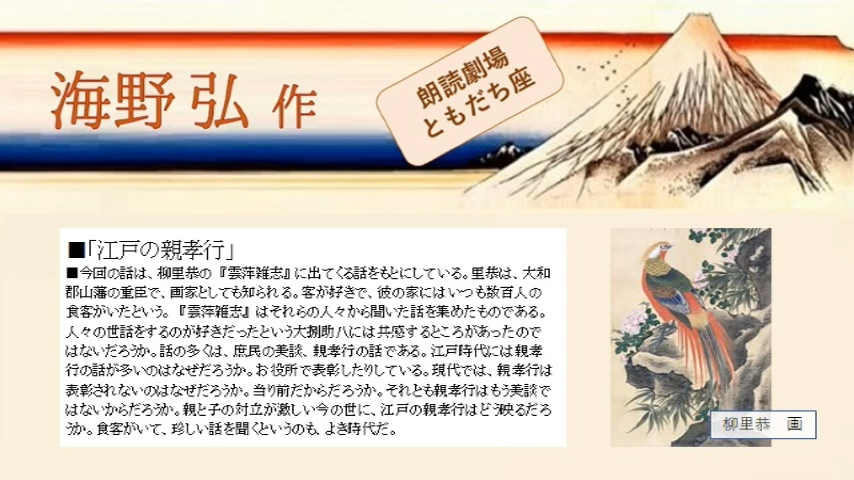 海野 弘 作
朗読劇場
ともだち座
■「江戸の親孝行」
■今回の話は、柳里恭の『雲萍雑志』に出てくる話をもとにしている。里恭は、大和
郡山藩の重臣で、画家としても知られる。客が好きで、彼の家にはいつも数百人の
食客がいたという。『雲萍雑志』はそれらの人々から聞いた話を集めたものである。
人々の世話をするのが好きだったという大捌助八には共感するところがあったので
はないだろうか。話の多くは、庶民の美談、親孝行の話である。江戸時代には親孝
行の話が多いのはなぜだろうか。お役所で表彰したりしている。現代では、親孝行は
表彰されないのはなぜだろうか。当り前だからだろうか。それとも親孝行はもう美談で
はないからだろうか。親と子の対立が激しい今の世に、江戸の親孝行はどう映るだろ
うか。食客がいて、珍しい話を聞くというのも、よき時代だ。
柳里恭 画